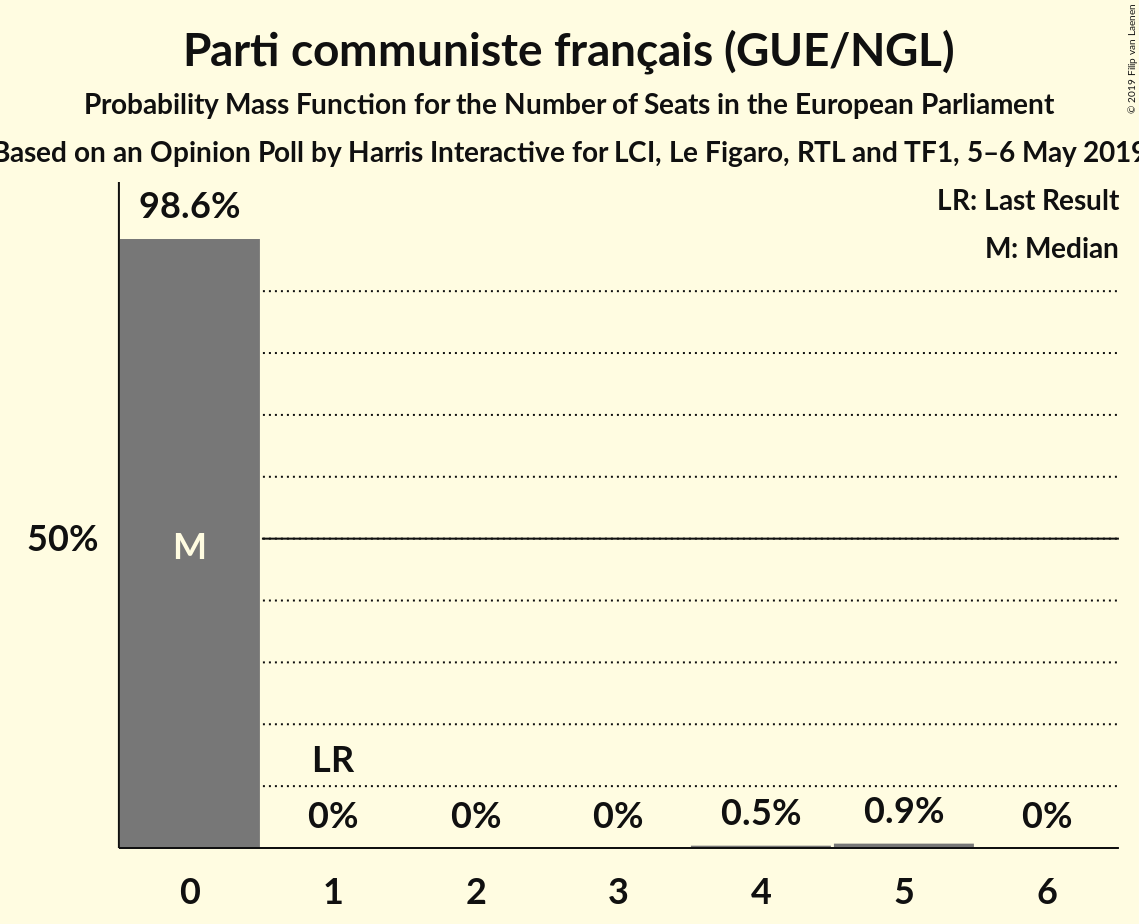 Parti communiste français (GUE/NGL)
Probability Mass Function for the Number of Seats in the European Parliament
Based on an Opinion Poll by Harris Interactive for LCI, Le Figaro, RTL and TF1, 5–6 May 2019
© 2019 Filip van Laenen
98.6%
LR: Last Result
M: Median
50%
M
LR
0% 0% 0% 0.5% 0.9% 0%
0 1 2 3 4 5 6